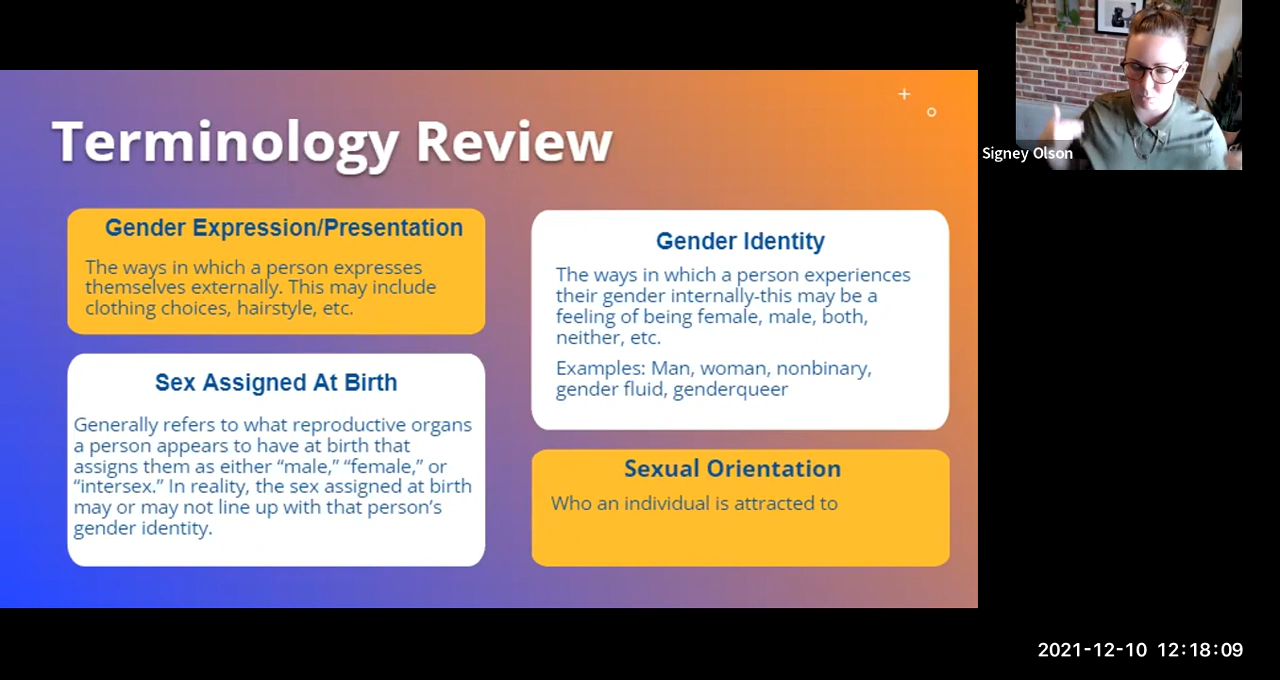 Terminology Review
Gender Expression/Presentation
The ways in which a person expresses
themselves externally. This may include
clothing choices, hairstyle, etc.
Sex Assigned At Birth
Generally refers to what reproductive organs
a person appears to have at birth that
assigns them as either “male,” “female,” or
“intersex.” In reality, the sex assigned at birth
may or may not line up with that person’s
gender identity.
Gender Identity
The ways in which a person experiences
their gender internally-this may be a
feeling of being female, male, both,
neither, etc.
Examples: Man, woman, nonbinary,
gender fluid, genderqueer
Sexual Orientation
Who an individual is attracted to
Signey Olson
2021-12-10 12:18:09